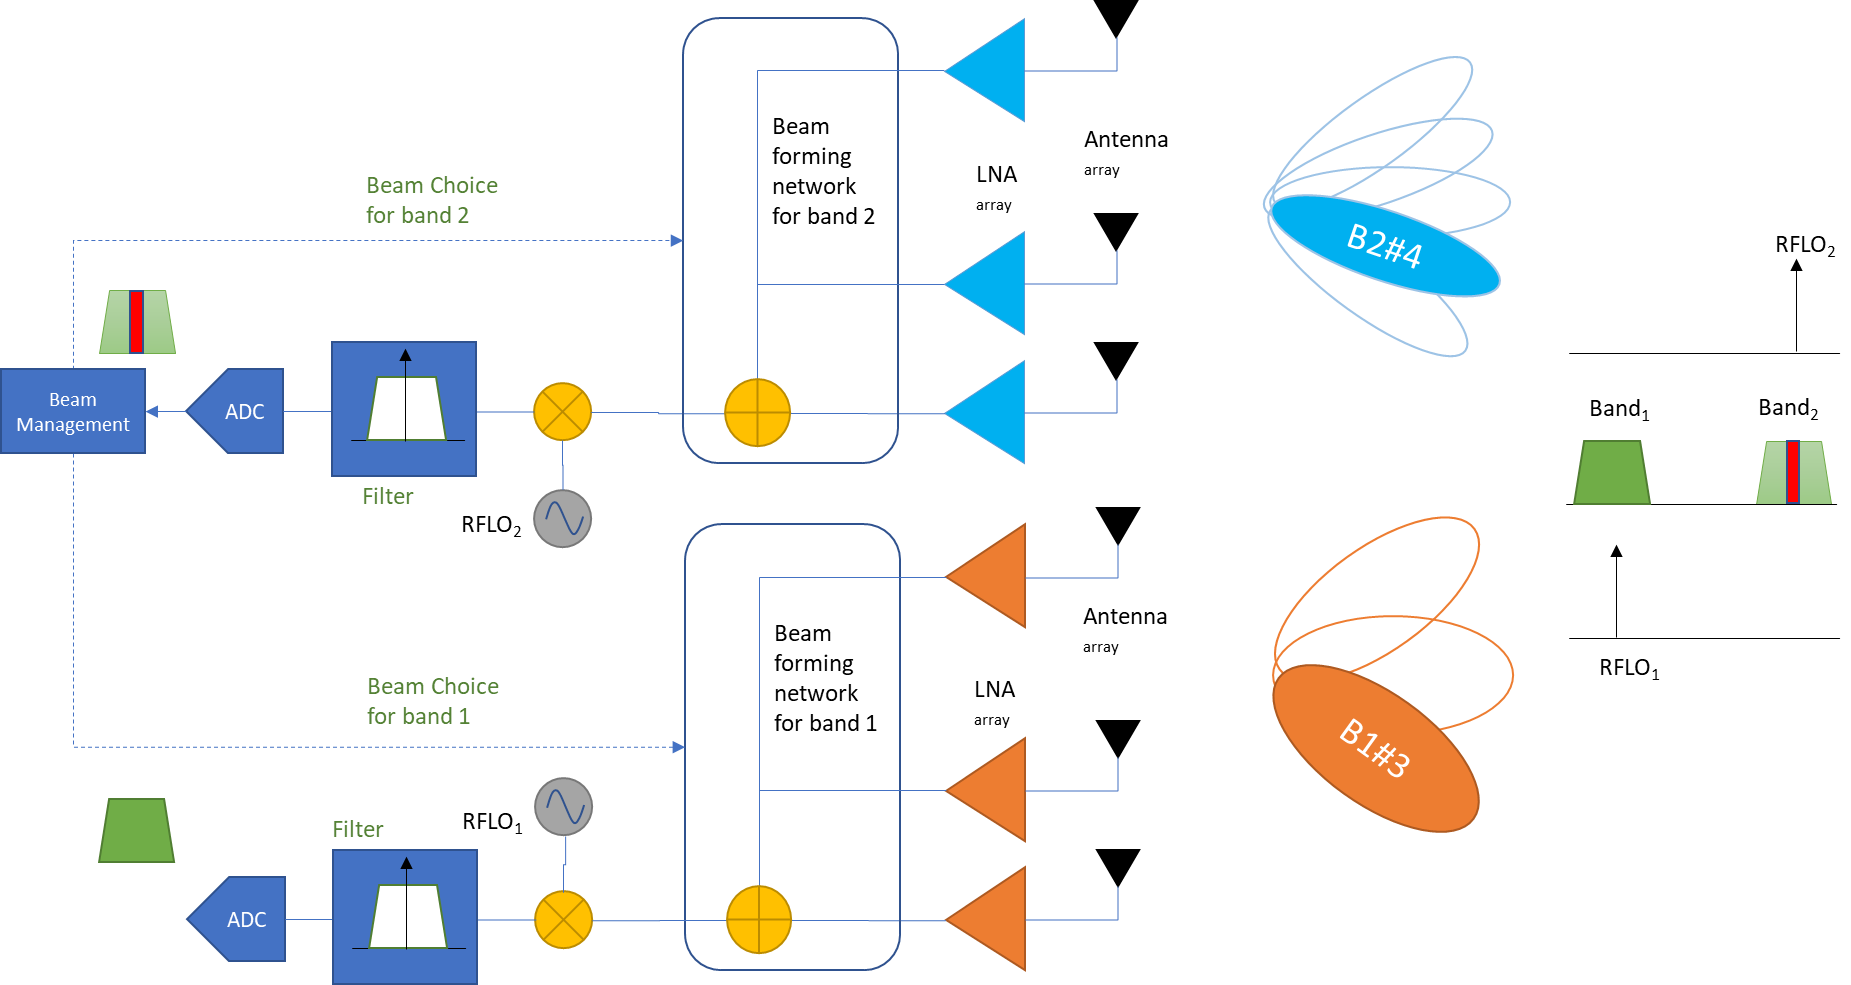 Beam
forming
network
for band 2
Antenna
array
LNA
array
Beam Choice
for band 2
B2#4
RFLO2
Beam
Management
ADC
Filter
RFLO2
Band1
Band2
Beam
forming
network
for band 1
Antenna
array
LNA
array
Beam Choice
for band 1
B1#3
RFLO1
Filter
RFLO1
ADC